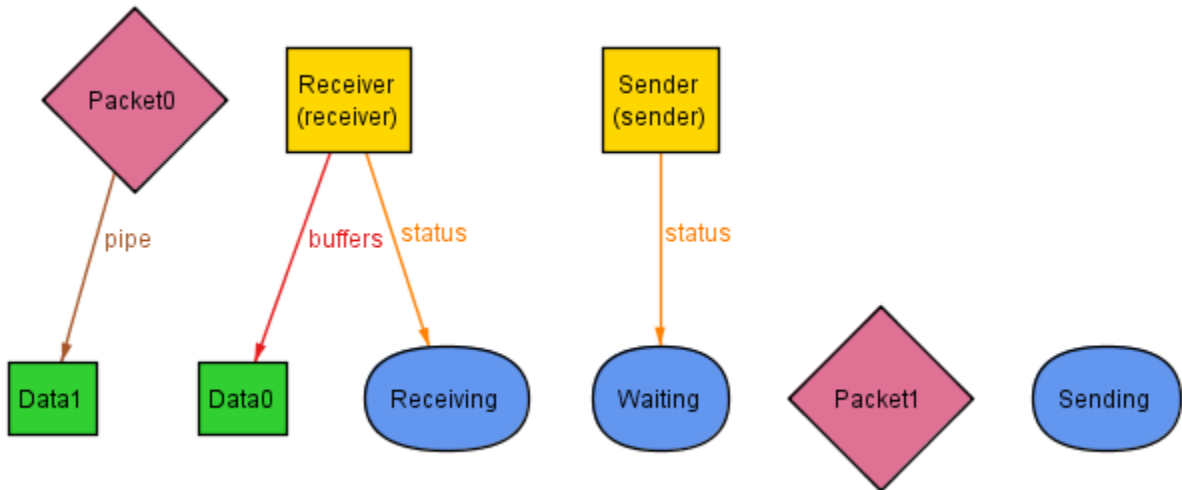 Packet0
Receiver
(receiver)
Sender
(sender)
pipe
buffers
status
status
Data1
Data0
Receiving
Waiting
Packet1
Sending